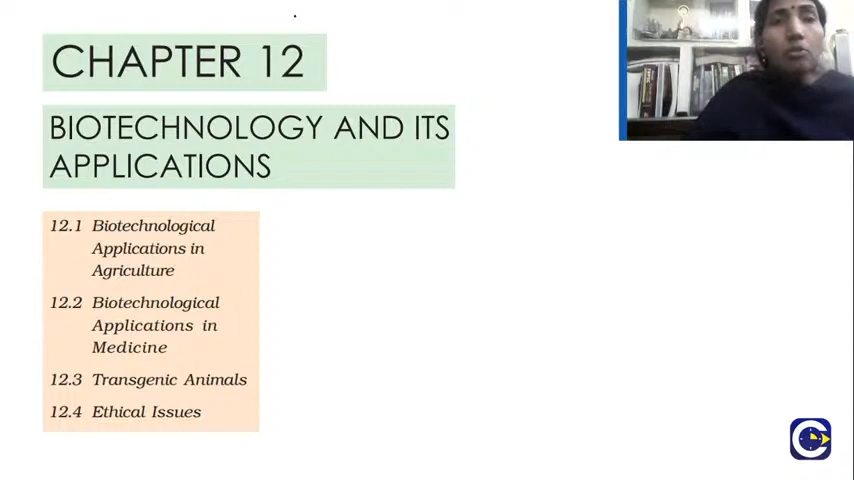 CHAPTER 12
BIOTECHNOLOGY AND ITS
APPLICATIONS
12.1 Biotechnological
Applications in
Agriculture
12.2 Biotechnological
Applications in
Medicine
12.3 Transgenic Animals
12.4 Ethical Issues